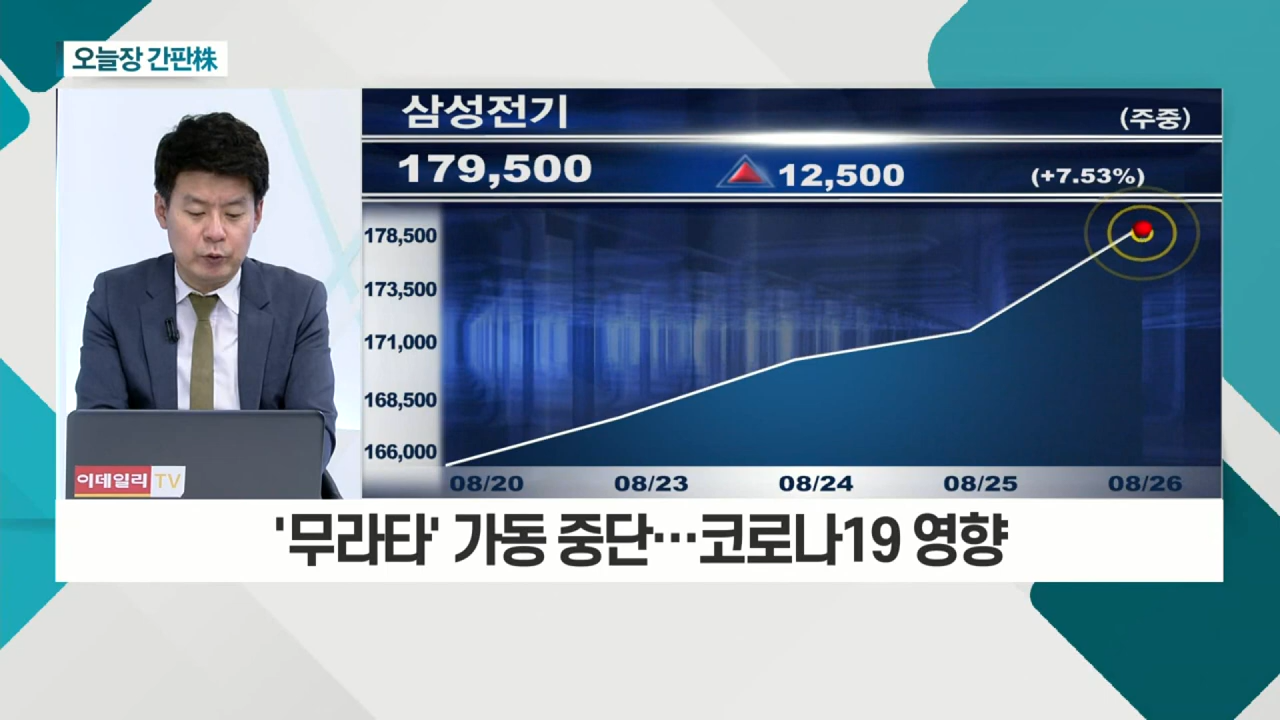 오늘장 간판株
삼성전기 (주중)
179,500 ▲ 12,500 (+7.53%)
178,500
173,500
171,000
168,500
166,000
08/20 08/23 08/24 08/25 08/26
이데일리 TV
'무라타' 가동 중단…코로나19 영향